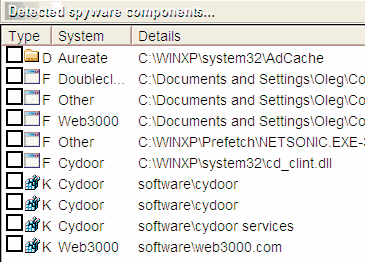 Detected spyware components...
Type System Details
D Aureate C:\WINXP\system32\AdCache
F Doublecl... C:\Documents and Settings\Oleg\Co
F Other C:\Documents and Settings\Oleg\Co
F Web3000 C:\Documents and Settings\Oleg\Co
F Other C:\WINXP\Prefetch\NETSONIC.EXE-3
F Cydoor C:\WINXP\system32\cd_clint.dll
K Cydoor software\cydoor
K Cydoor software\cydoor
K Cydoor software\cydoor services
K Web3000 software\web3000.com